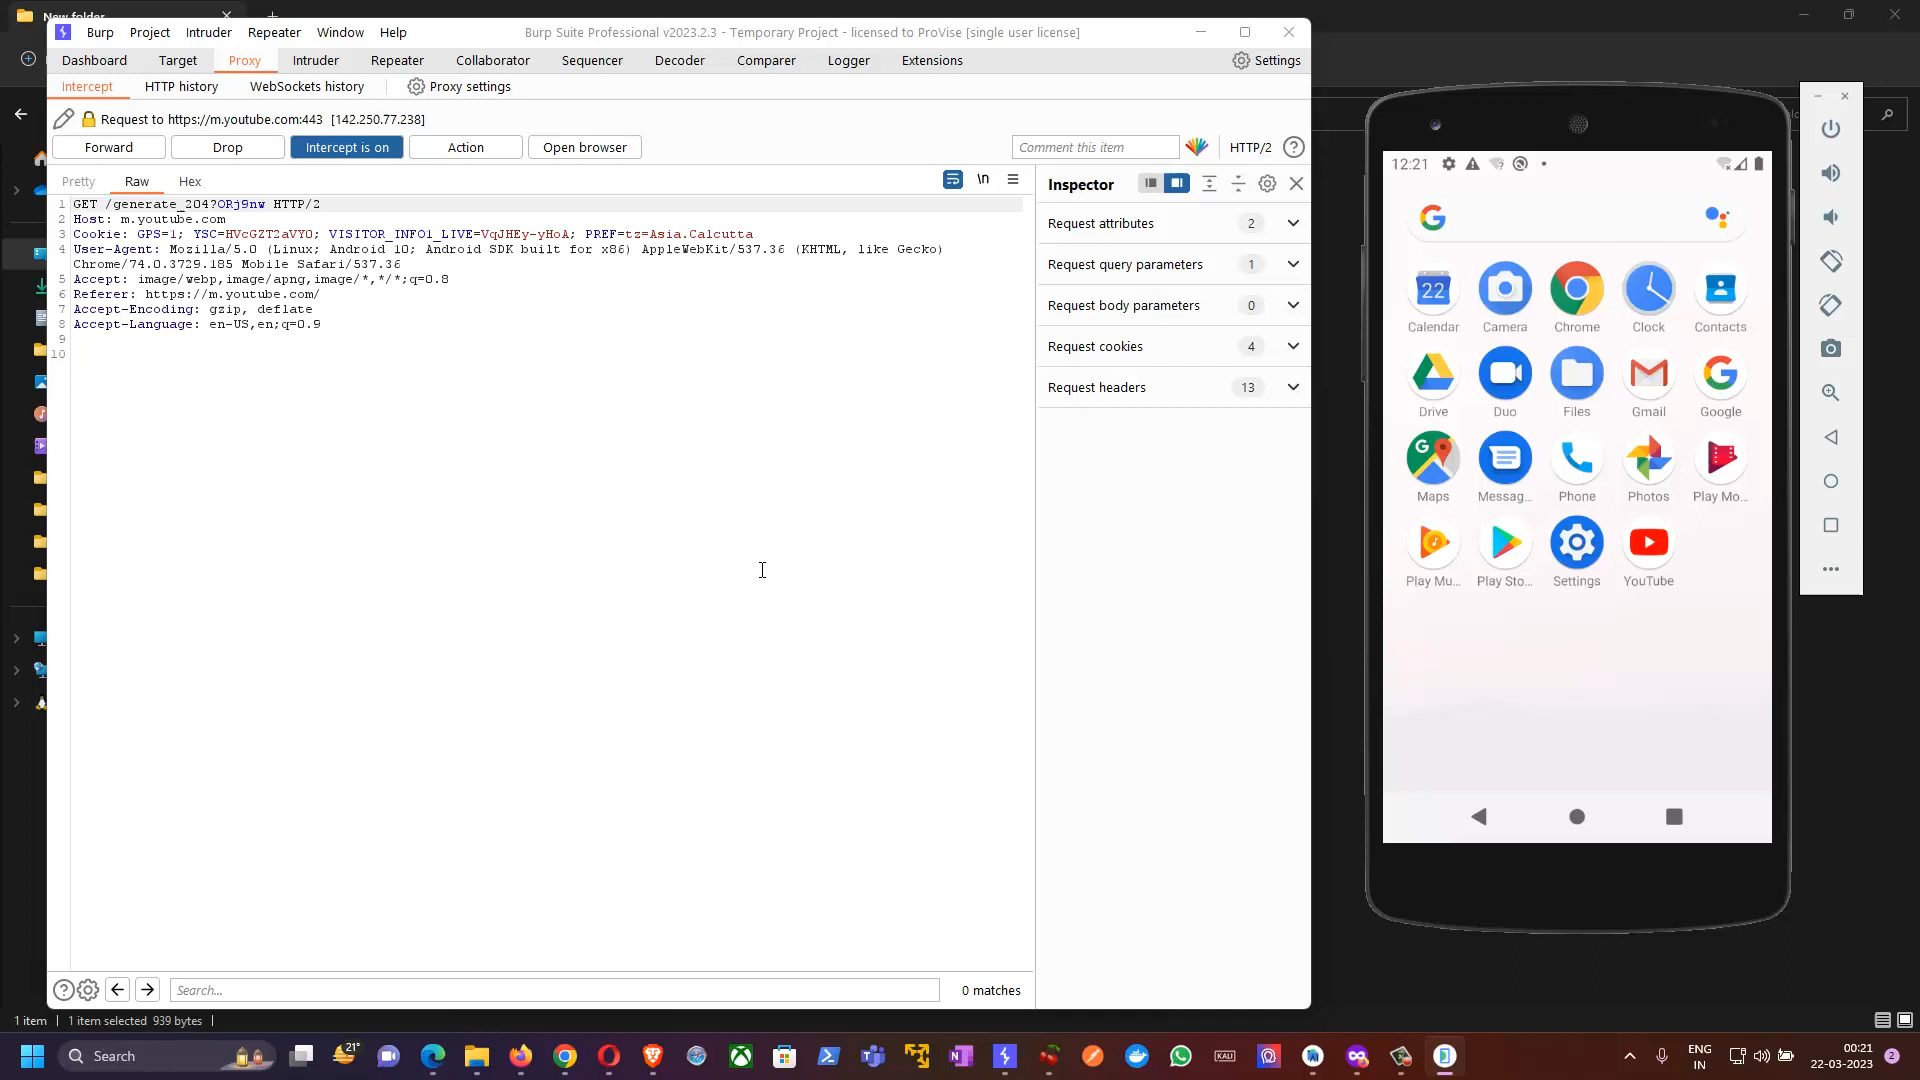 New folder
Burp Project Intruder Repeater Window Help
Burp Suite Professional v2023.2.3 - Temporary Project - licensed to ProVise [single user license]
Dashboard Target Proxy Intruder Repeater Collaborator Sequencer Decoder Comparer Logger Extensions
Settings
Intercept HTTP history WebSockets history Proxy settings
Request to https://m.youtube.com:443 [142.250.77.238]
Forward Drop Intercept is on Action Open browser
Comment this item
HTTP/2 ?
Pretty Raw Hex
\n
1 GET /generate_204?ORj9nw HTTP/2
2 Host: m.youtube.com
3 Cookie: GPS=1; YSC=HVcGZT2aVYO; VISITOR_INFO1_LIVE=VqJHEy-yHoA; PREF=tz=Asia.Calcutta
4 User-Agent: Mozilla/5.0 (Linux; Android 10; Android SDK built for x86) AppleWebKit/537.36 (KHTML, like Gecko)
Chrome/74.0.3729.185 Mobile Safari/537.36
5 Accept: image/webp,image/apng,image/*,*/*;q=0.8
6 Referer: https://m.youtube.com/
7 Accept-Encoding: gzip, deflate
8 Accept-Language: en-US,en;q=0.9
9
10
Inspector
Request attributes 2
Request query parameters 1
Request body parameters 0
Request cookies 4
Request headers 13
Search...
0 matches
12:21
22
Calendar Camera Chrome Clock Contacts
Drive Duo Files Gmail Google
Maps Messag... Phone Photos Play Mo...
Play Mu... Play Sto... Settings YouTube
1 item 1 item selected 939 bytes
Search
21°
KALI
ENG
IN
00:21
22-03-2023
2